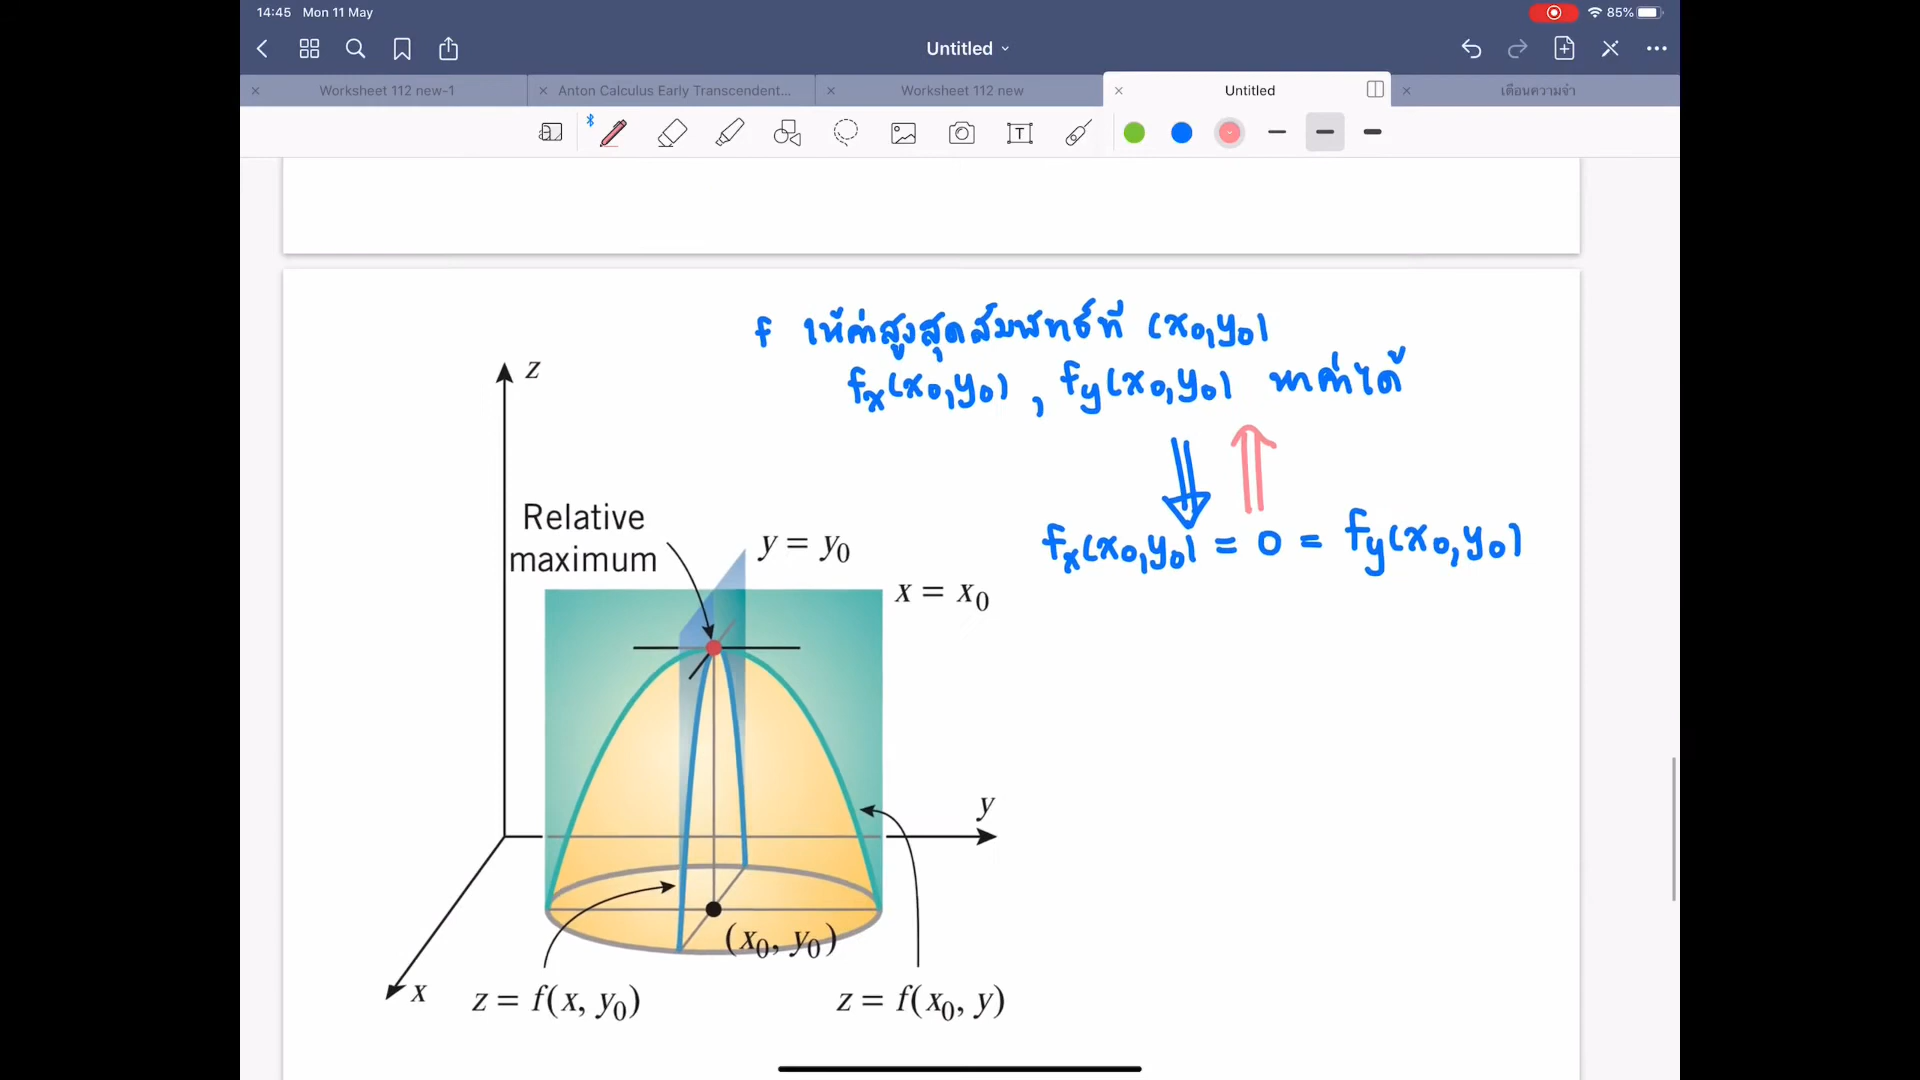 14:45 Mon 11 May 85%
Untitled
Worksheet 112 new-1 Anton Calculus Early Transcendent... Worksheet 112 new Untitled เตือนความจำ
f ให้ค่าสูงสุดสัมพัทธ์ที่ (x₀,y₀)
fₓ(x₀,y₀) , f_y(x₀,y₀) หาค่าได้
fₓ(x₀,y₀) = 0 = f_y(x₀,y₀)
z
Relative
maximum
y = y₀
x = x₀
y
(x₀, y₀)
x
z = f(x, y₀)
z = f(x₀, y)